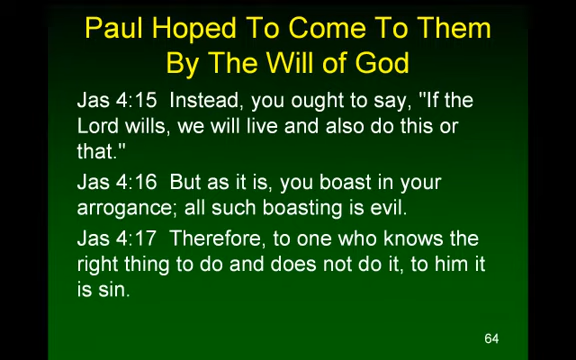 Paul Hoped To Come To Them
By The Will of God
Jas 4:15  Instead, you ought to say, "If the
Lord wills, we will live and also do this or
that."
Jas 4:16  But as it is, you boast in your
arrogance; all such boasting is evil.
Jas 4:17  Therefore, to one who knows the
right thing to do and does not do it, to him it
is sin.
64